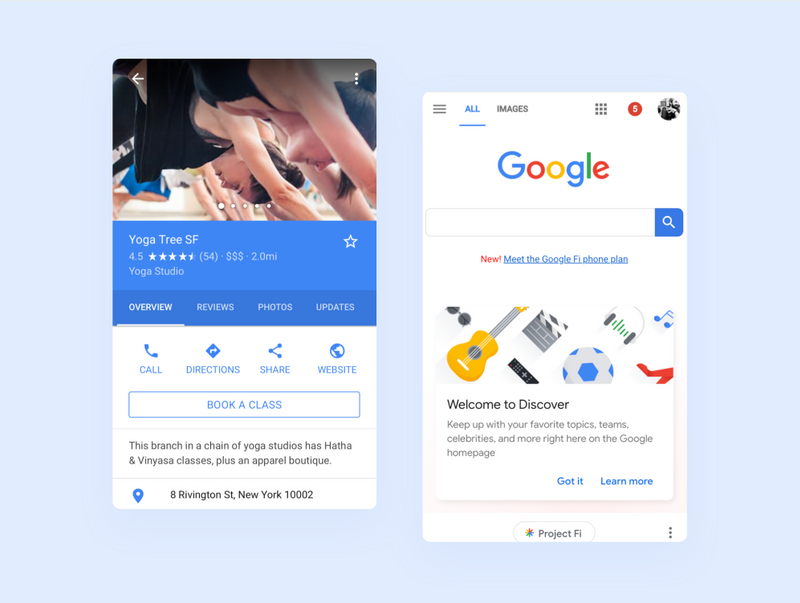 Yoga Tree SF
4.5 ★★★★★ (54) · $$$ · 2.0mi
Yoga Studio
OVERVIEW REVIEWS PHOTOS UPDATES
CALL DIRECTIONS SHARE WEBSITE
BOOK A CLASS
This branch in a chain of yoga studios has Hatha
& Vinyasa classes, plus an apparel boutique.
8 Rivington St, New York 10002
ALL IMAGES 5
Google
New! Meet the Google Fi phone plan
Welcome to Discover
Keep up with your favorite topics, teams,
celebrities, and more right here on the Google
homepage
Got it Learn more
Project Fi